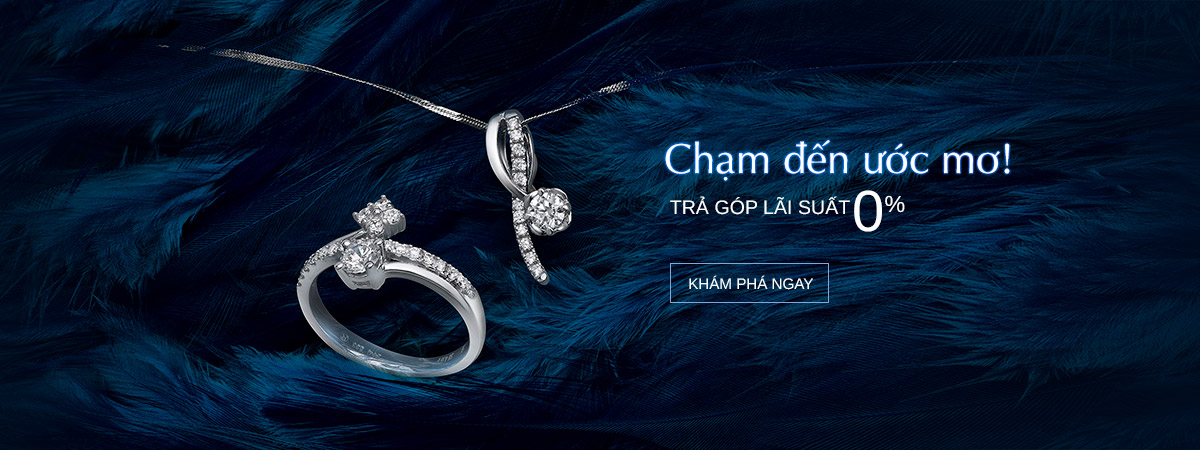 Chạm đến ước mơ!
TRẢ GÓP LÃI SUẤT 0%
KHÁM PHÁ NGAY